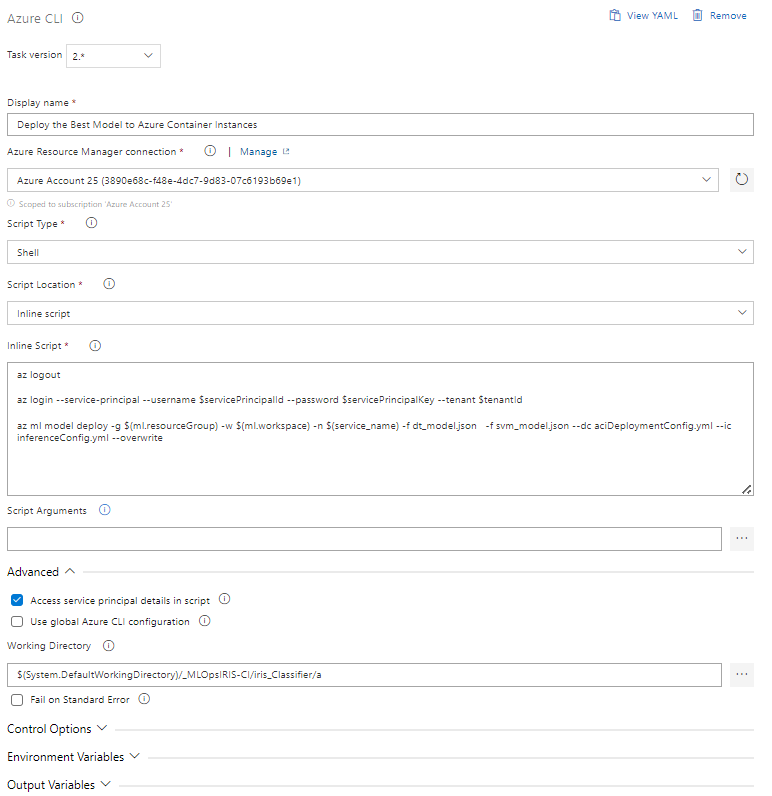 Azure CLI
View YAML
Remove
Task version
2.*
Display name *
Deploy the Best Model to Azure Container Instances
Azure Resource Manager connection * | Manage
Azure Account 25 (3890e68c-f48e-4dc7-9d83-07c6193b69e1)
Scoped to subscription 'Azure Account 25'
Script Type *
Shell
Script Location *
Inline script
Inline Script *
az logout
az login --service-principal --username $servicePrincipalId --password $servicePrincipalKey --tenant $tenantId
az ml model deploy -g $(ml.resourceGroup) -w $(ml.workspace) -n $(service_name) -f dt_model.json   -f svm_model.json --dc aciDeploymentConfig.yml --ic
inferenceConfig.yml --overwrite
Script Arguments
...
Advanced
Access service principal details in script
Use global Azure CLI configuration
Working Directory
$(System.DefaultWorkingDirectory)/_MLOpsIRIS-CI/iris_Classifier/a
...
Fail on Standard Error
Control Options
Environment Variables
Output Variables